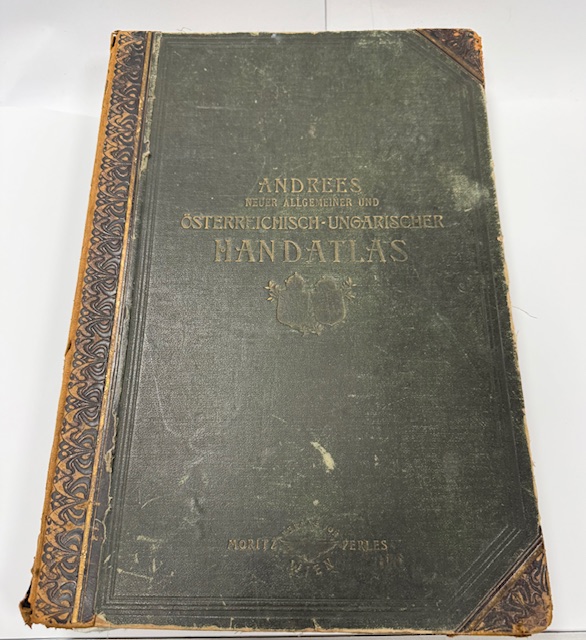 ANDREES
NEUER ALLGEMEINER UND
ÖSTERREICHISCH-UNGARISCHER
HANDATLAS
MORITZ PERLES
WIEN